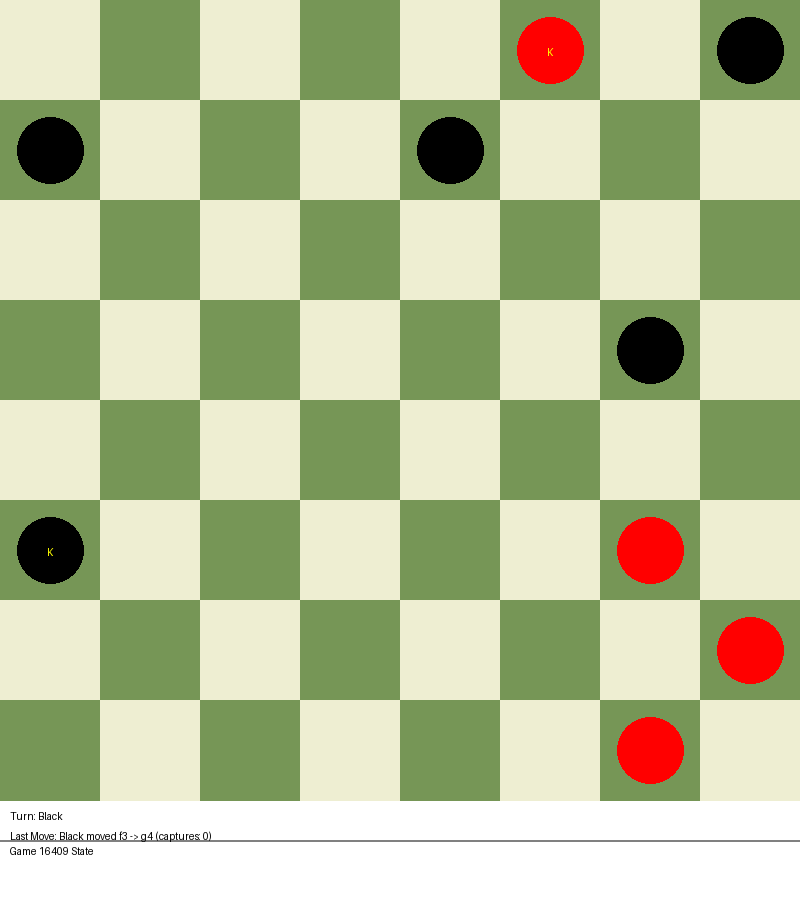 K
K
Turn: Black
Last Move: Black moved f3 -> g4 (captures: 0)
Game 16409 State